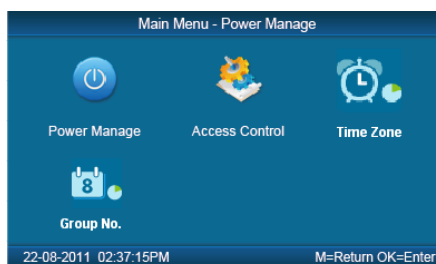 Main Menu - Power Manage
Power Manage Access Control Time Zone
8
Group No.
22-08-2011 02:37:15PM M=Return OK=Enter